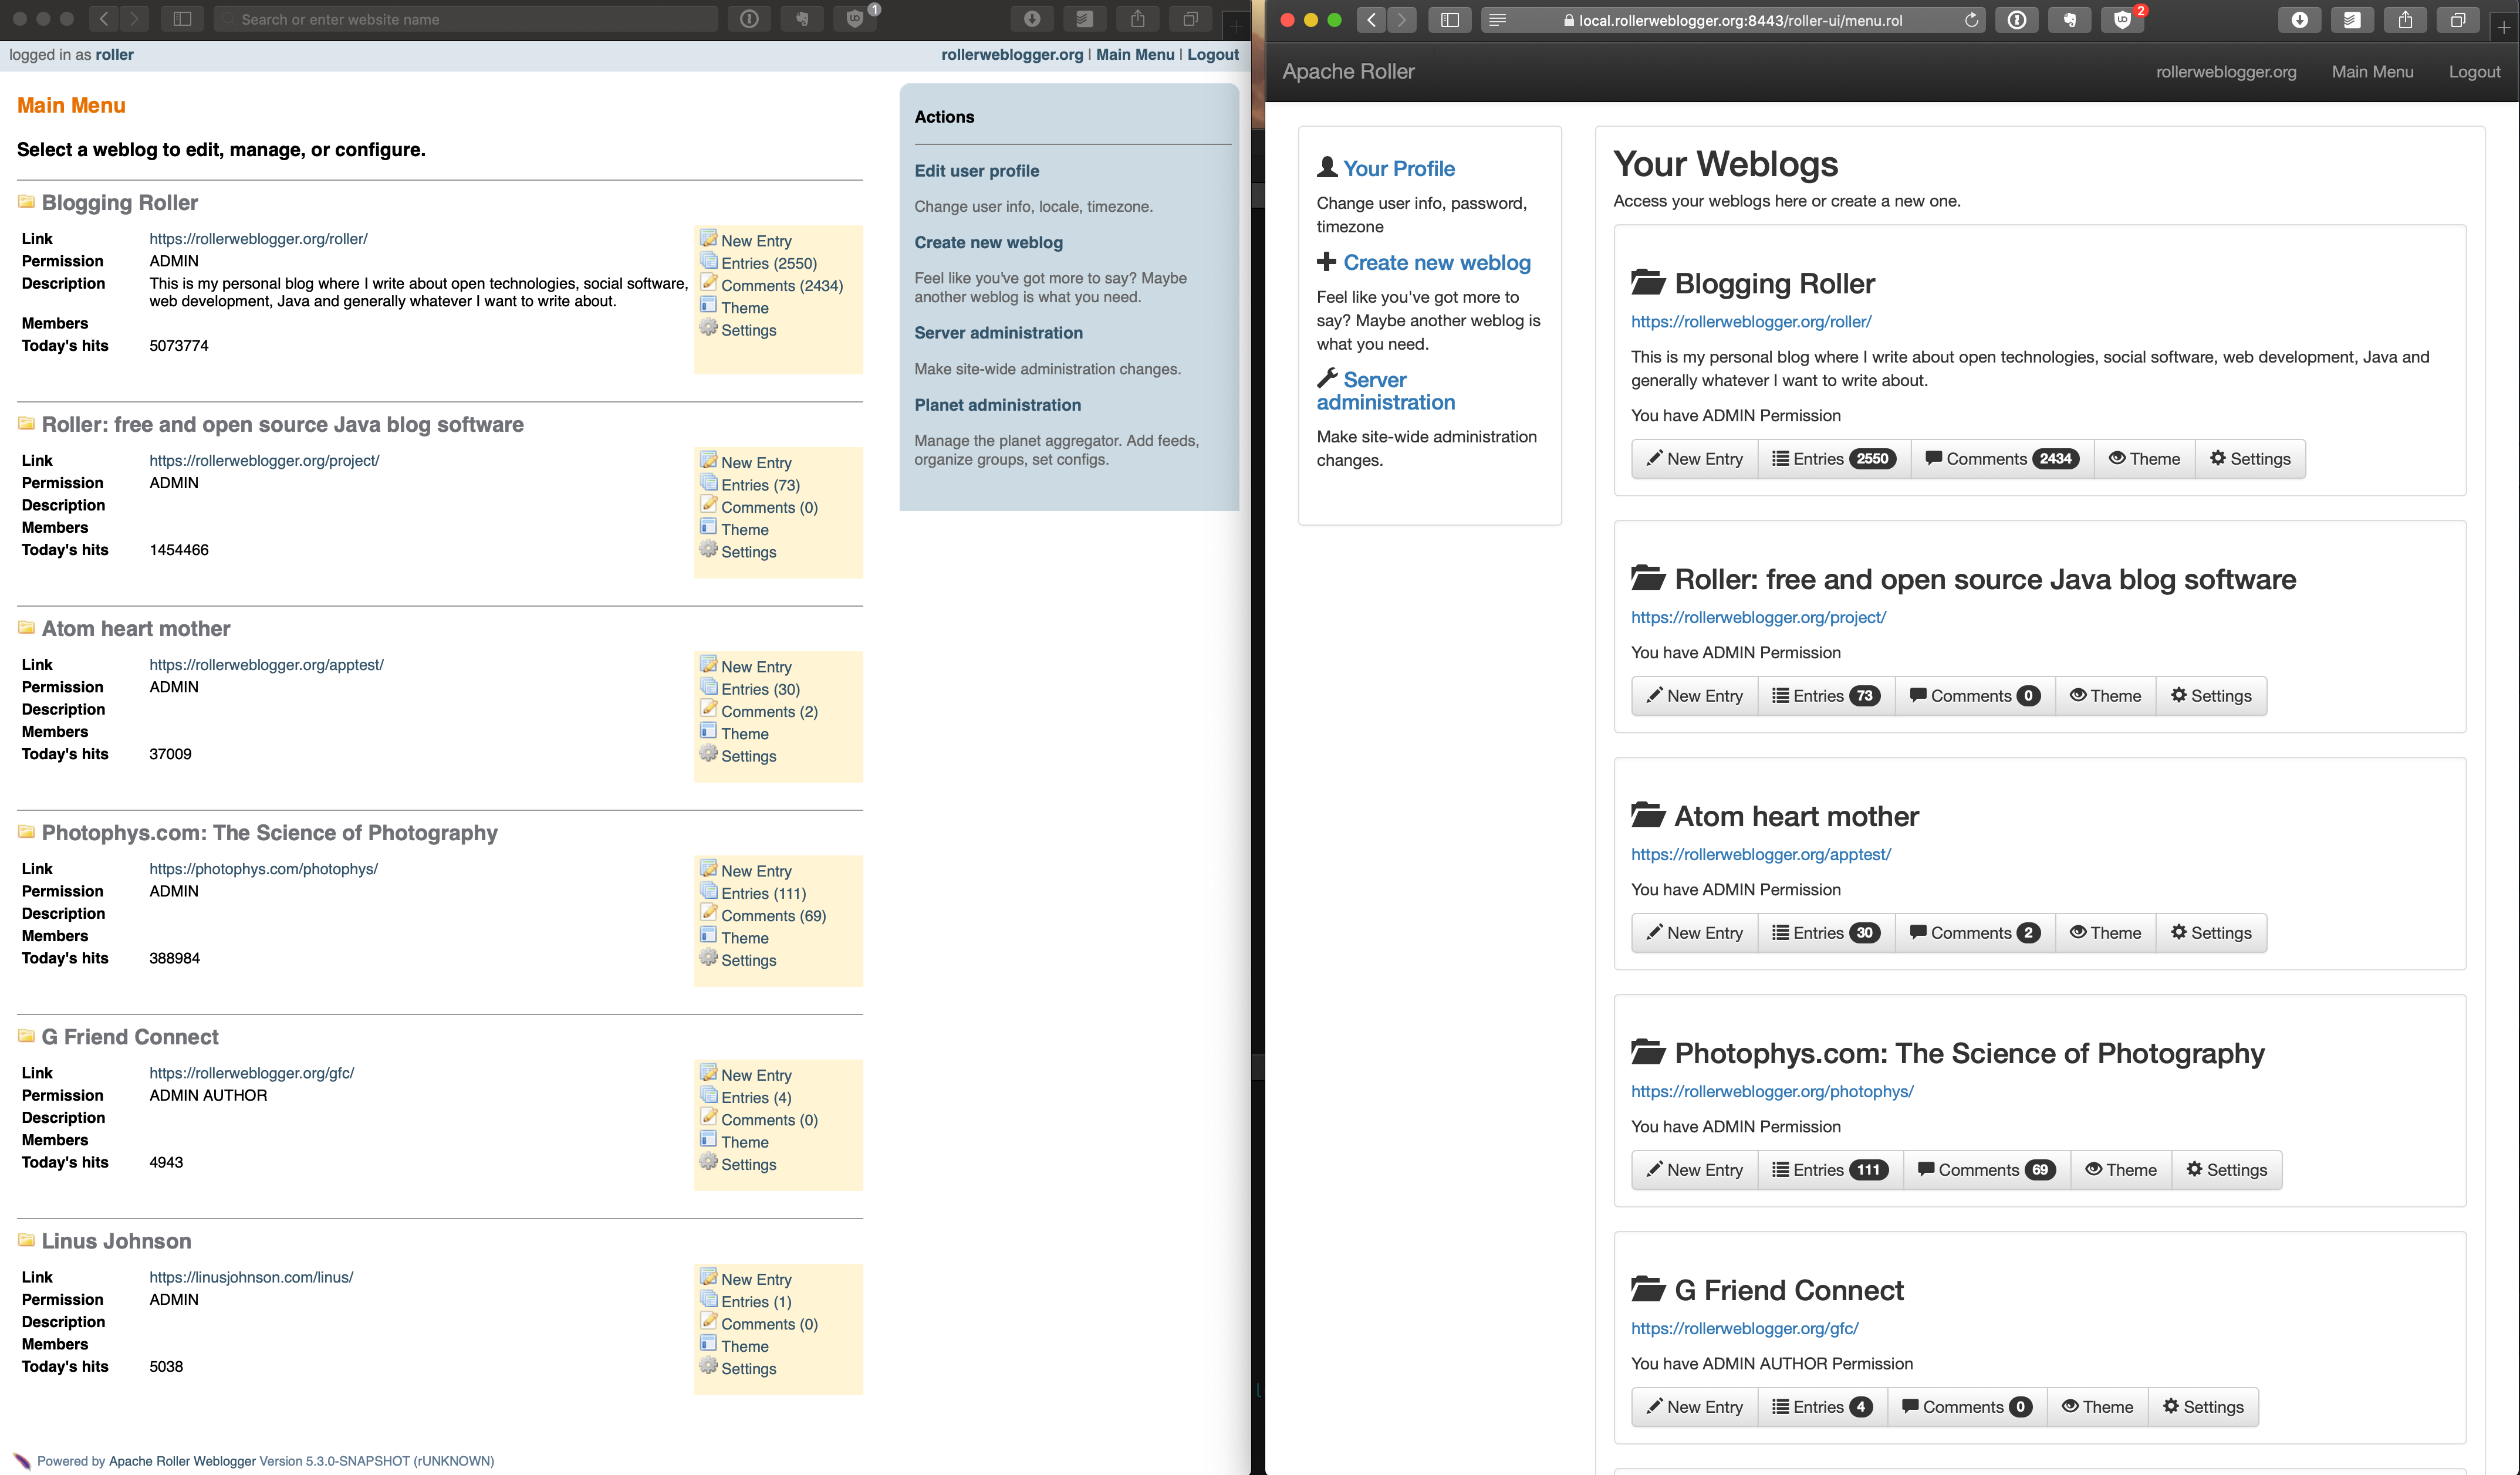 Search or enter website name
1
logged in as roller
rollerweblogger.org | Main Menu | Logout
Main Menu
Select a weblog to edit, manage, or configure.
Blogging Roller
Link https://rollerweblogger.org/roller/
Permission ADMIN
Description This is my personal blog where I write about open technologies, social software,
web development, Java and generally whatever I want to write about.
Members
Today's hits 5073774
New Entry
Entries (2550)
Comments (2434)
Theme
Settings
Roller: free and open source Java blog software
Link https://rollerweblogger.org/project/
Permission ADMIN
Description
Members
Today's hits 1454466
New Entry
Entries (73)
Comments (0)
Theme
Settings
Atom heart mother
Link https://rollerweblogger.org/apptest/
Permission ADMIN
Description
Members
Today's hits 37009
New Entry
Entries (30)
Comments (2)
Theme
Settings
Photophys.com: The Science of Photography
Link https://photophys.com/photophys/
Permission ADMIN
Description
Members
Today's hits 388984
New Entry
Entries (111)
Comments (69)
Theme
Settings
G Friend Connect
Link https://rollerweblogger.org/gfc/
Permission ADMIN AUTHOR
Description
Members
Today's hits 4943
New Entry
Entries (4)
Comments (0)
Theme
Settings
Linus Johnson
Link https://linusjohnson.com/linus/
Permission ADMIN
Description
Members
Today's hits 5038
New Entry
Entries (1)
Comments (0)
Theme
Settings
Powered by Apache Roller Weblogger Version 5.3.0-SNAPSHOT (rUNKNOWN)
Actions
Edit user profile
Change user info, locale, timezone.
Create new weblog
Feel like you've got more to say? Maybe
another weblog is what you need.
Server administration
Make site-wide administration changes.
Planet administration
Manage the planet aggregator. Add feeds,
organize groups, set configs.
local.rollerweblogger.org:8443/roller-ui/menu.rol
2
Apache Roller
rollerweblogger.org Main Menu Logout
Your Profile
Change user info, password,
timezone
Create new weblog
Feel like you've got more to
say? Maybe another weblog is
what you need.
Server
administration
Make site-wide administration
changes.
Your Weblogs
Access your weblogs here or create a new one.
Blogging Roller
https://rollerweblogger.org/roller/
This is my personal blog where I write about open technologies, social software, web development, Java and
generally whatever I want to write about.
You have ADMIN Permission
New Entry Entries 2550 Comments 2434 Theme Settings
Roller: free and open source Java blog software
https://rollerweblogger.org/project/
You have ADMIN Permission
New Entry Entries 73 Comments 0 Theme Settings
Atom heart mother
https://rollerweblogger.org/apptest/
You have ADMIN Permission
New Entry Entries 30 Comments 2 Theme Settings
Photophys.com: The Science of Photography
https://rollerweblogger.org/photophys/
You have ADMIN Permission
New Entry Entries 111 Comments 69 Theme Settings
G Friend Connect
https://rollerweblogger.org/gfc/
You have ADMIN AUTHOR Permission
New Entry Entries 4 Comments 0 Theme Settings